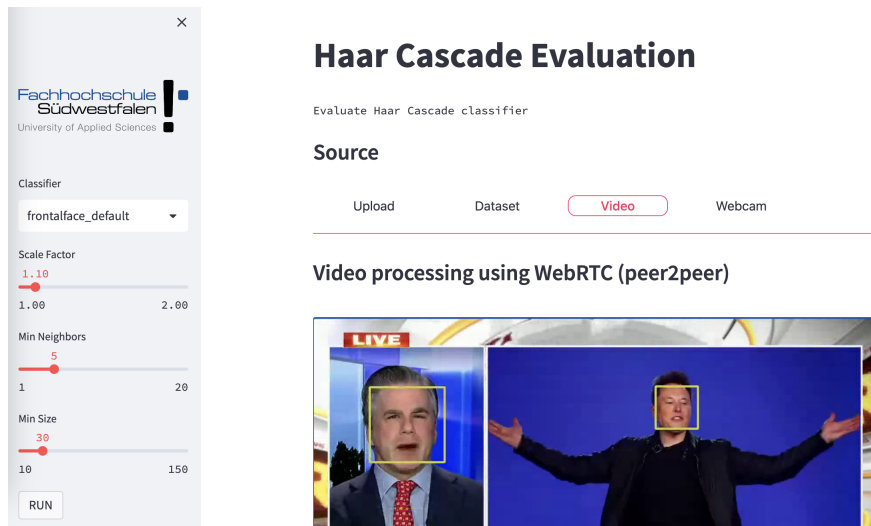 ×
Fachhochschule
Südwestfalen
University of Applied Sciences
Classifier
frontalface_default
Scale Factor
1.10
1.00 2.00
Min Neighbors
5
1 20
Min Size
30
10 150
RUN
Haar Cascade Evaluation
Evaluate Haar Cascade classifier
Source
Upload Dataset Video Webcam
Video processing using WebRTC (peer2peer)
LIVE